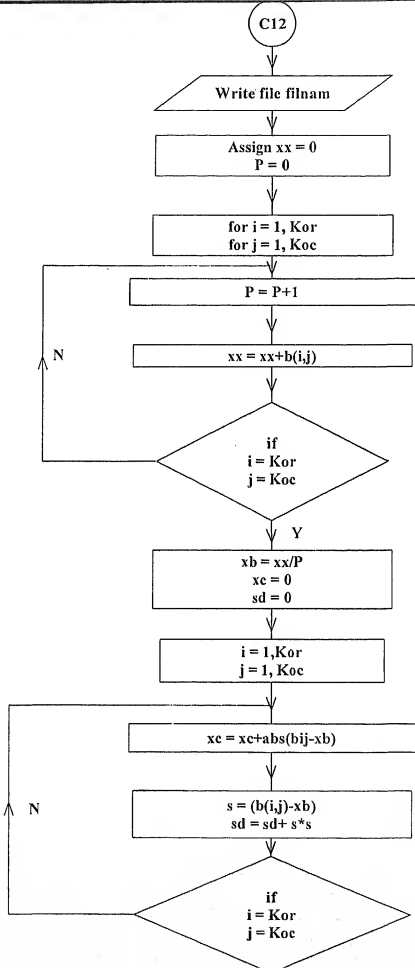 C12
Write file filnam
Assign xx = 0
P = 0
for i = 1, Kor
for j = 1, Koc
P = P+1
N
xx = xx+b(i,j)
if
i = Kor
j = Koc
Y
xb = xx/P
xc = 0
sd = 0
i = 1,Kor
j = 1, Koc
xc = xc+abs(bij-xb)
N
s = (b(i,j)-xb)
sd = sd+ s*s
if
i = Kor
j = Koc